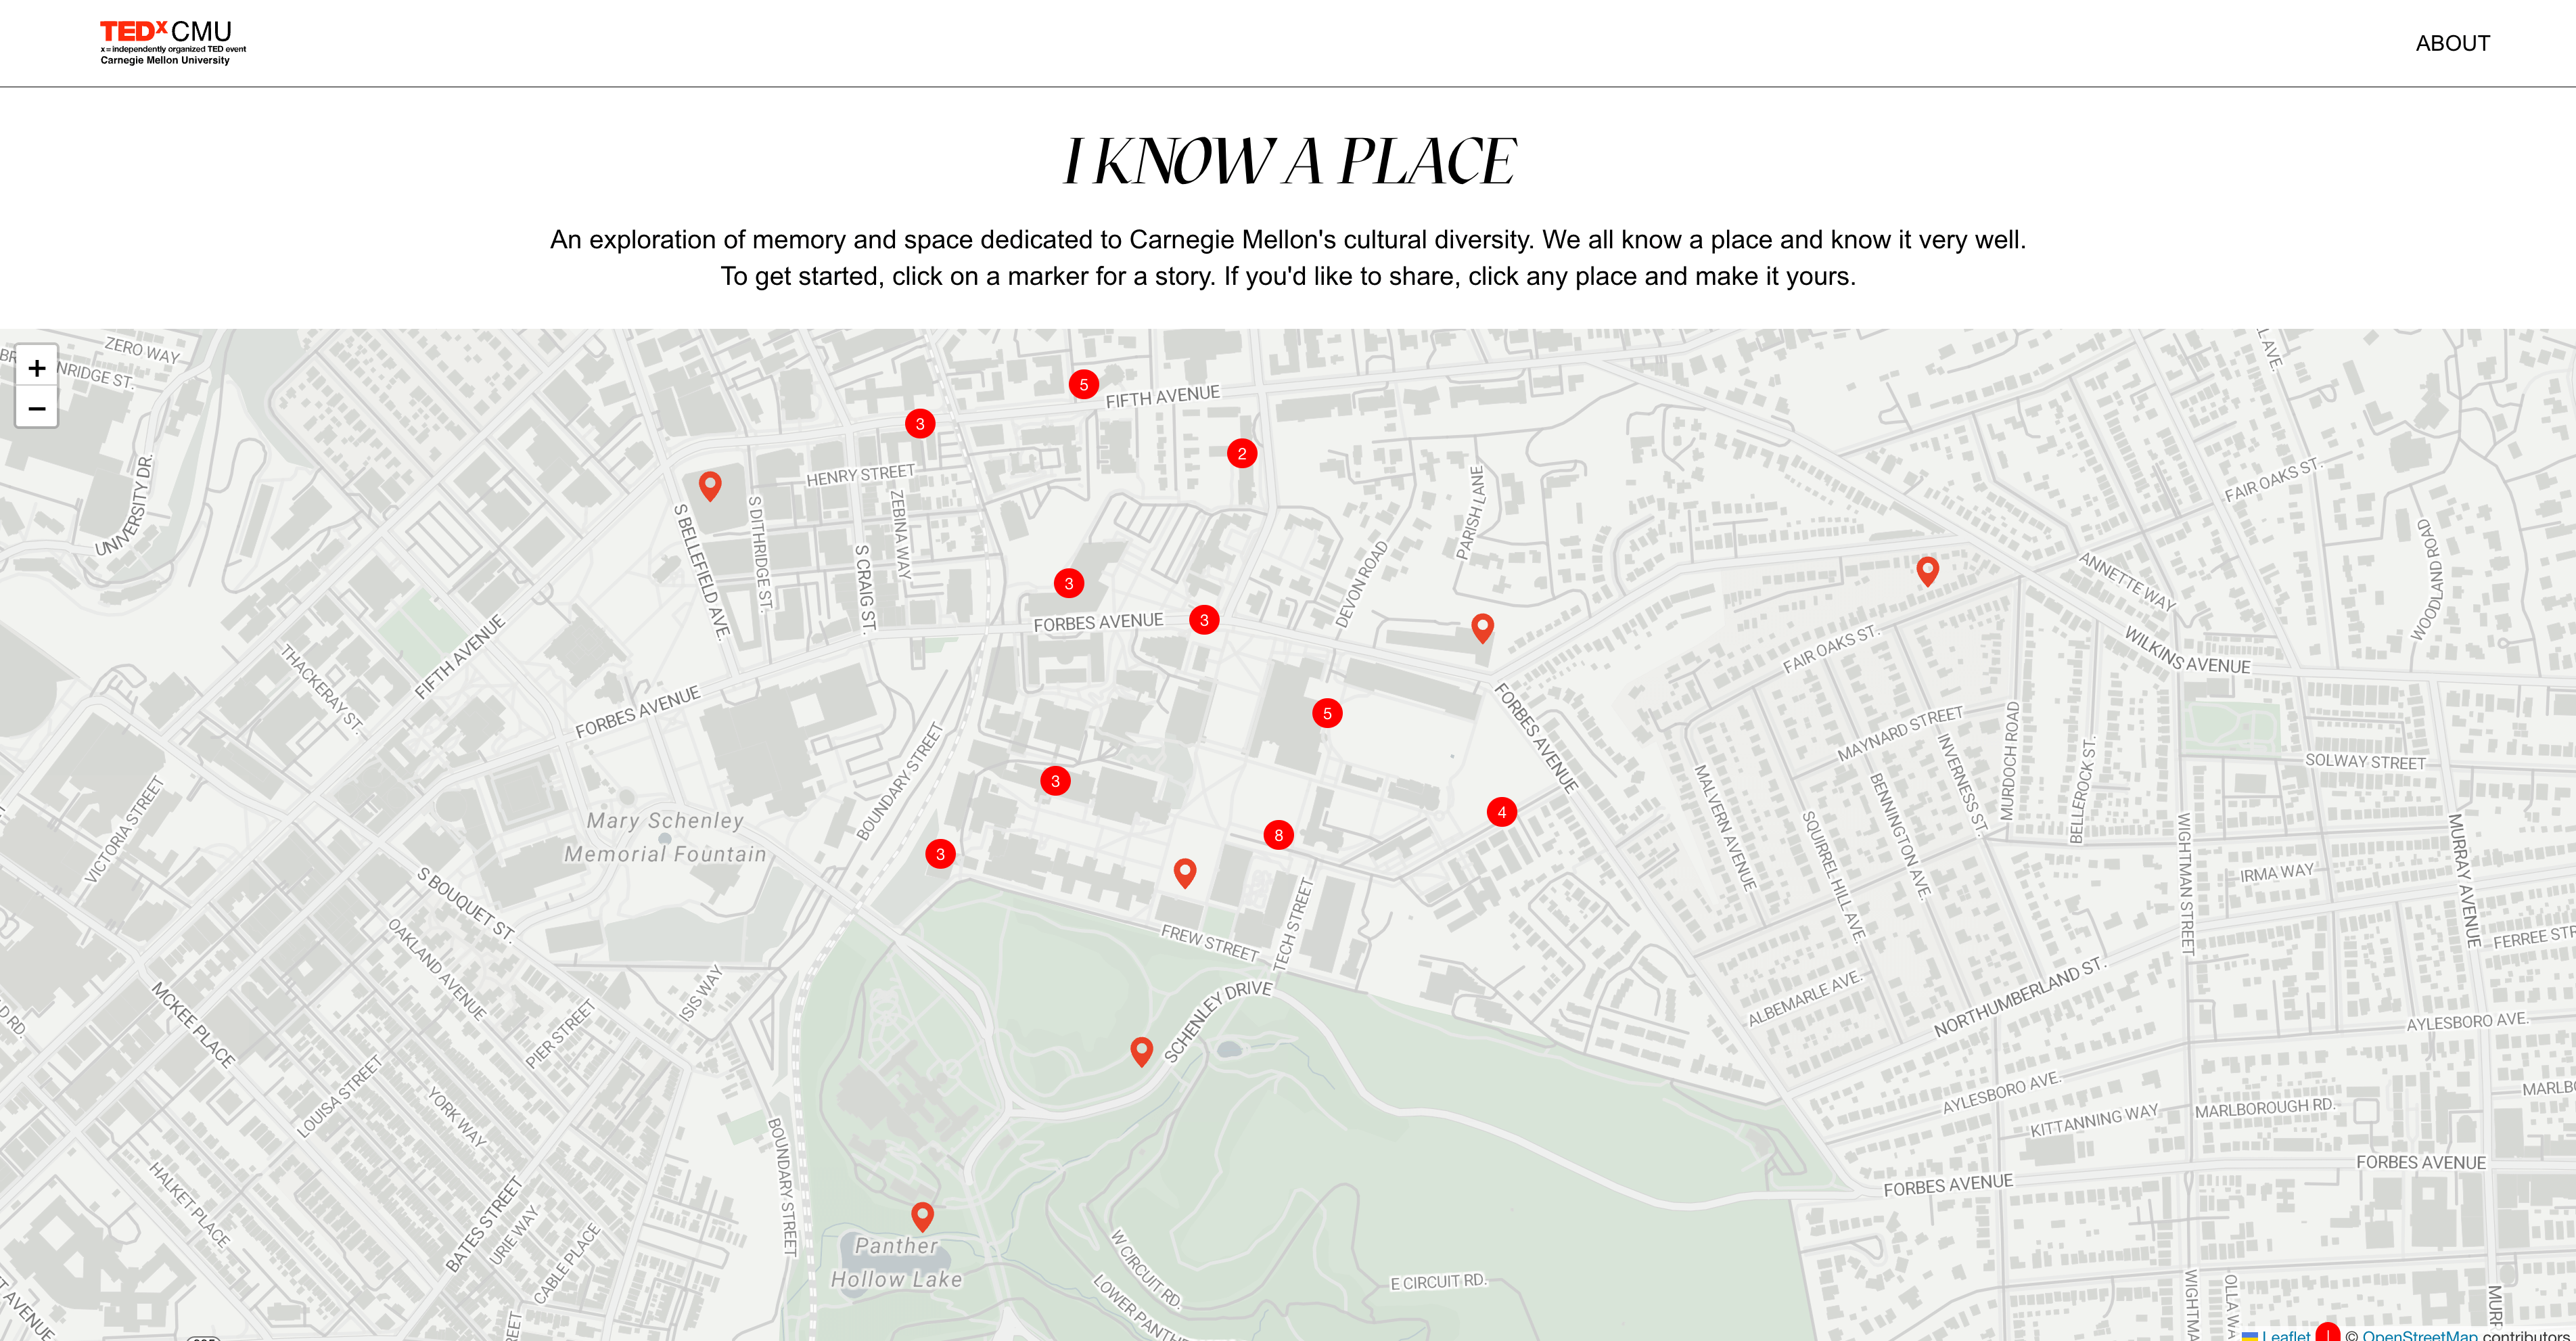 TEDxCMU
x = independently organized TED event
Carnegie Mellon University
ABOUT
I KNOW A PLACE
An exploration of memory and space dedicated to Carnegie Mellon's cultural diversity. We all know a place and know it very well.
To get started, click on a marker for a story. If you'd like to share, click any place and make it yours.
+
−
ZERO WAY
NRIDGE ST.
UNIVERSITY DR.
5
FIFTH AVENUE
3
2
HENRY STREET
S BELLEFIELD AVE.
S DITHRIDGE ST.
ZEBINA WAY
S CRAIG ST.
PARISH LANE
DEVON ROAD
FAIR OAKS ST.
WOODLAND ROAD
ANNETTE WAY
3
FORBES AVENUE
3
THACKERAY ST.
FIFTH AVENUE
FORBES AVENUE
FAIR OAKS ST.
WILKINS AVENUE
5
FORBES AVENUE
MAYNARD STREET
INVERNESS ST.
MURDOCH ROAD
BELLEROCK ST.
SOLWAY STREET
BOUNDARY STREET
3
4
MALVERN AVENUE
SQUIRREL HILL AVE.
BENNINGTON AVE.
WIGHTMAN STREET
MURRAY AVENUE
VICTORIA STREET
Mary Schenley
Memorial Fountain
3
8
IRMA WAY
S BOUQUET ST.
OAKLAND AVENUE
FREW STREET
TECH STREET
FERREE STR
MCKEE PLACE
ISIS WAY
PIER STREET
SCHENLEY DRIVE
ALBEMARLE AVE.
NORTHUMBERLAND ST.
AYLESBORO AVE.
LOUISA STREET
YORK WAY
AYLESBORO AVE.
KITTANNING WAY
MARLBOROUGH RD.
BOUNDARY STREET
HALKET PLACE
BATES STREET
URIE WAY
CABLE PLACE
FORBES AVENUE
FORBES AVENUE
Panther
Hollow Lake
W CIRCUIT RD.
E CIRCUIT RD.
LOWER PANTH
Leaflet
© OpenStreetMap contributors